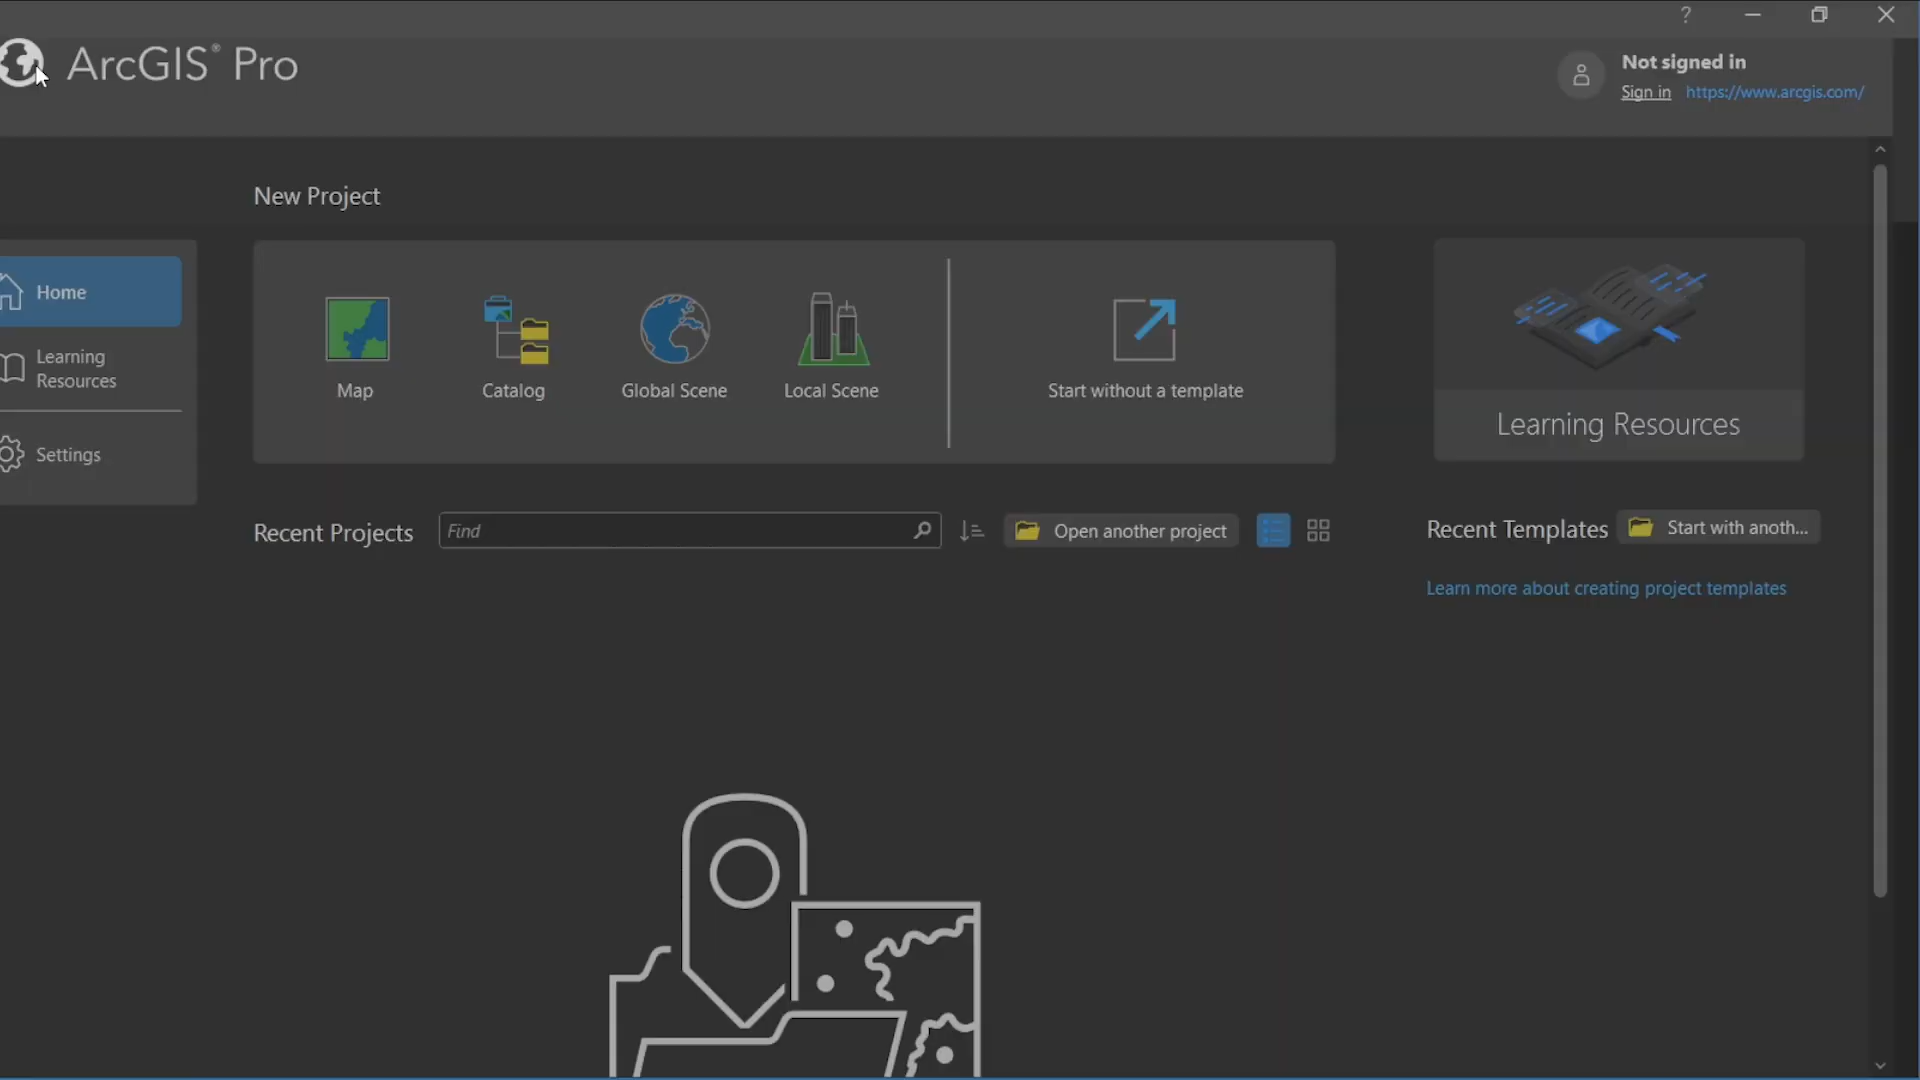 ?
ArcGIS® Pro
Not signed in
Sign in https://www.arcgis.com/
New Project
Home
Learning
Resources
Settings
Map
Catalog
Global Scene
Local Scene
Start without a template
Learning Resources
Recent Projects
Find
Open another project
Recent Templates
Start with anoth...
Learn more about creating project templates